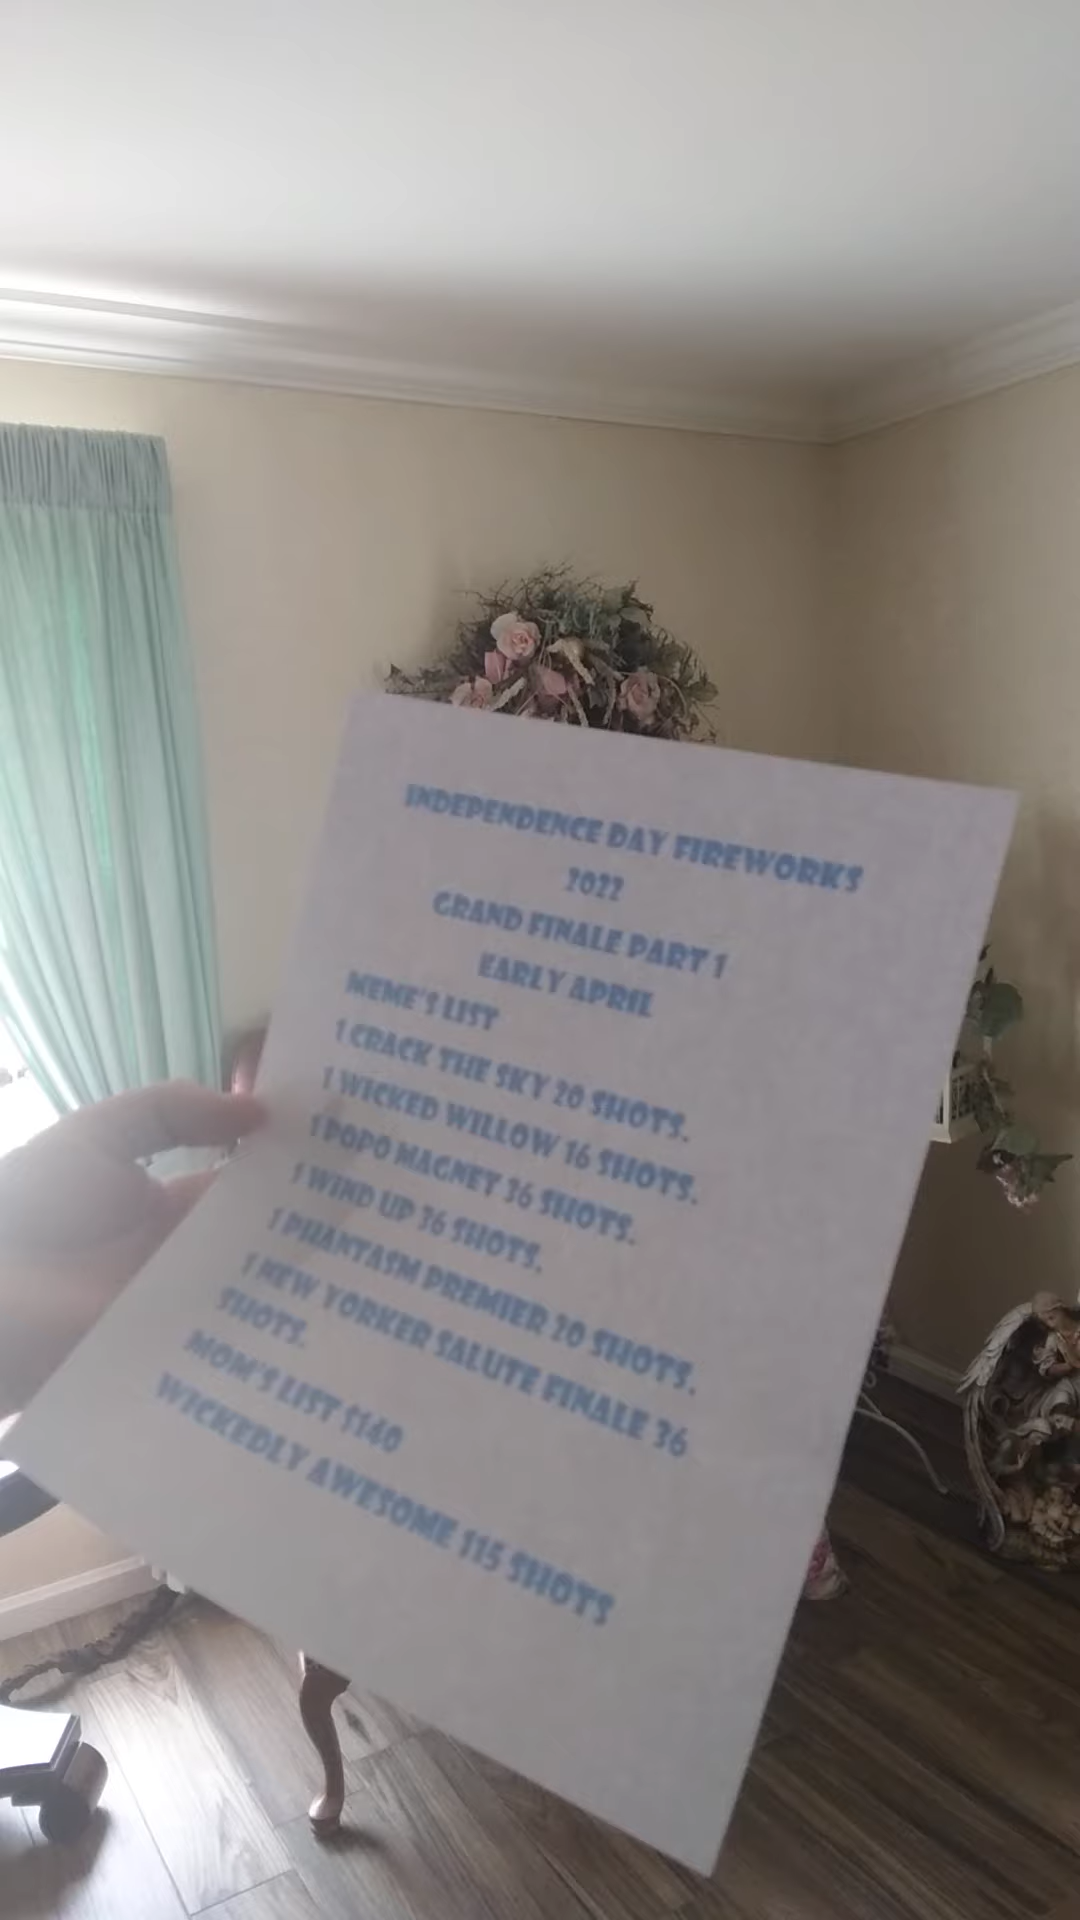 INDEPENDENCE DAY FIREWORKS
2022
GRAND FINALE PART 1
EARLY APRIL
MEME'S LIST
1 CRACK THE SKY 20 SHOTS.
1 WICKED WILLOW 16 SHOTS.
1 POPO MAGNET 36 SHOTS.
1 WIND UP 36 SHOTS.
1 PHANTASM PREMIER 20 SHOTS.
1 NEW YORKER SALUTE FINALE 36
SHOTS.
MOM'S LIST $140
WICKEDLY AWESOME 115 SHOTS